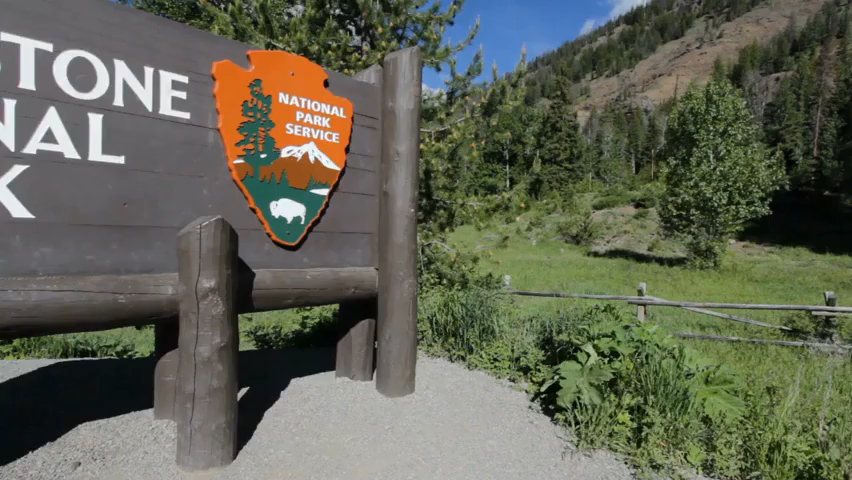 STONE
NAL
K
NATIONAL
PARK
SERVICE